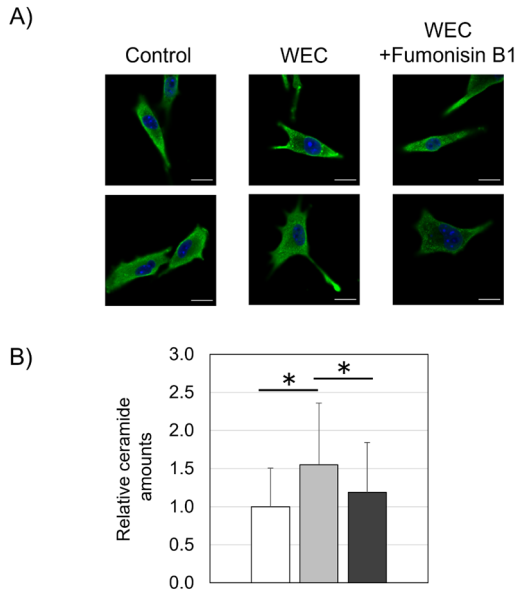 A)
Control
WEC
WEC
+Fumonisin B1
B)
Relative ceramide
amounts
3.0
2.5
2.0
1.5
1.0
0.5
0.0
*
*